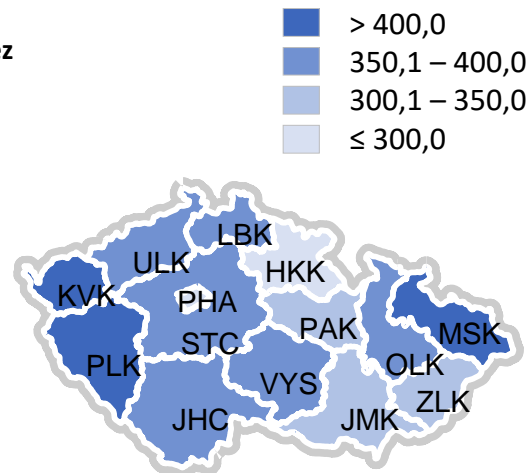 ez
> 400,0
350,1 – 400,0
300,1 – 350,0
≤ 300,0
LBK
ULK
HKK
KVK
PHA
PAK
MSK
STC
PLK
OLK
VYS
ZLK
JHC
JMK